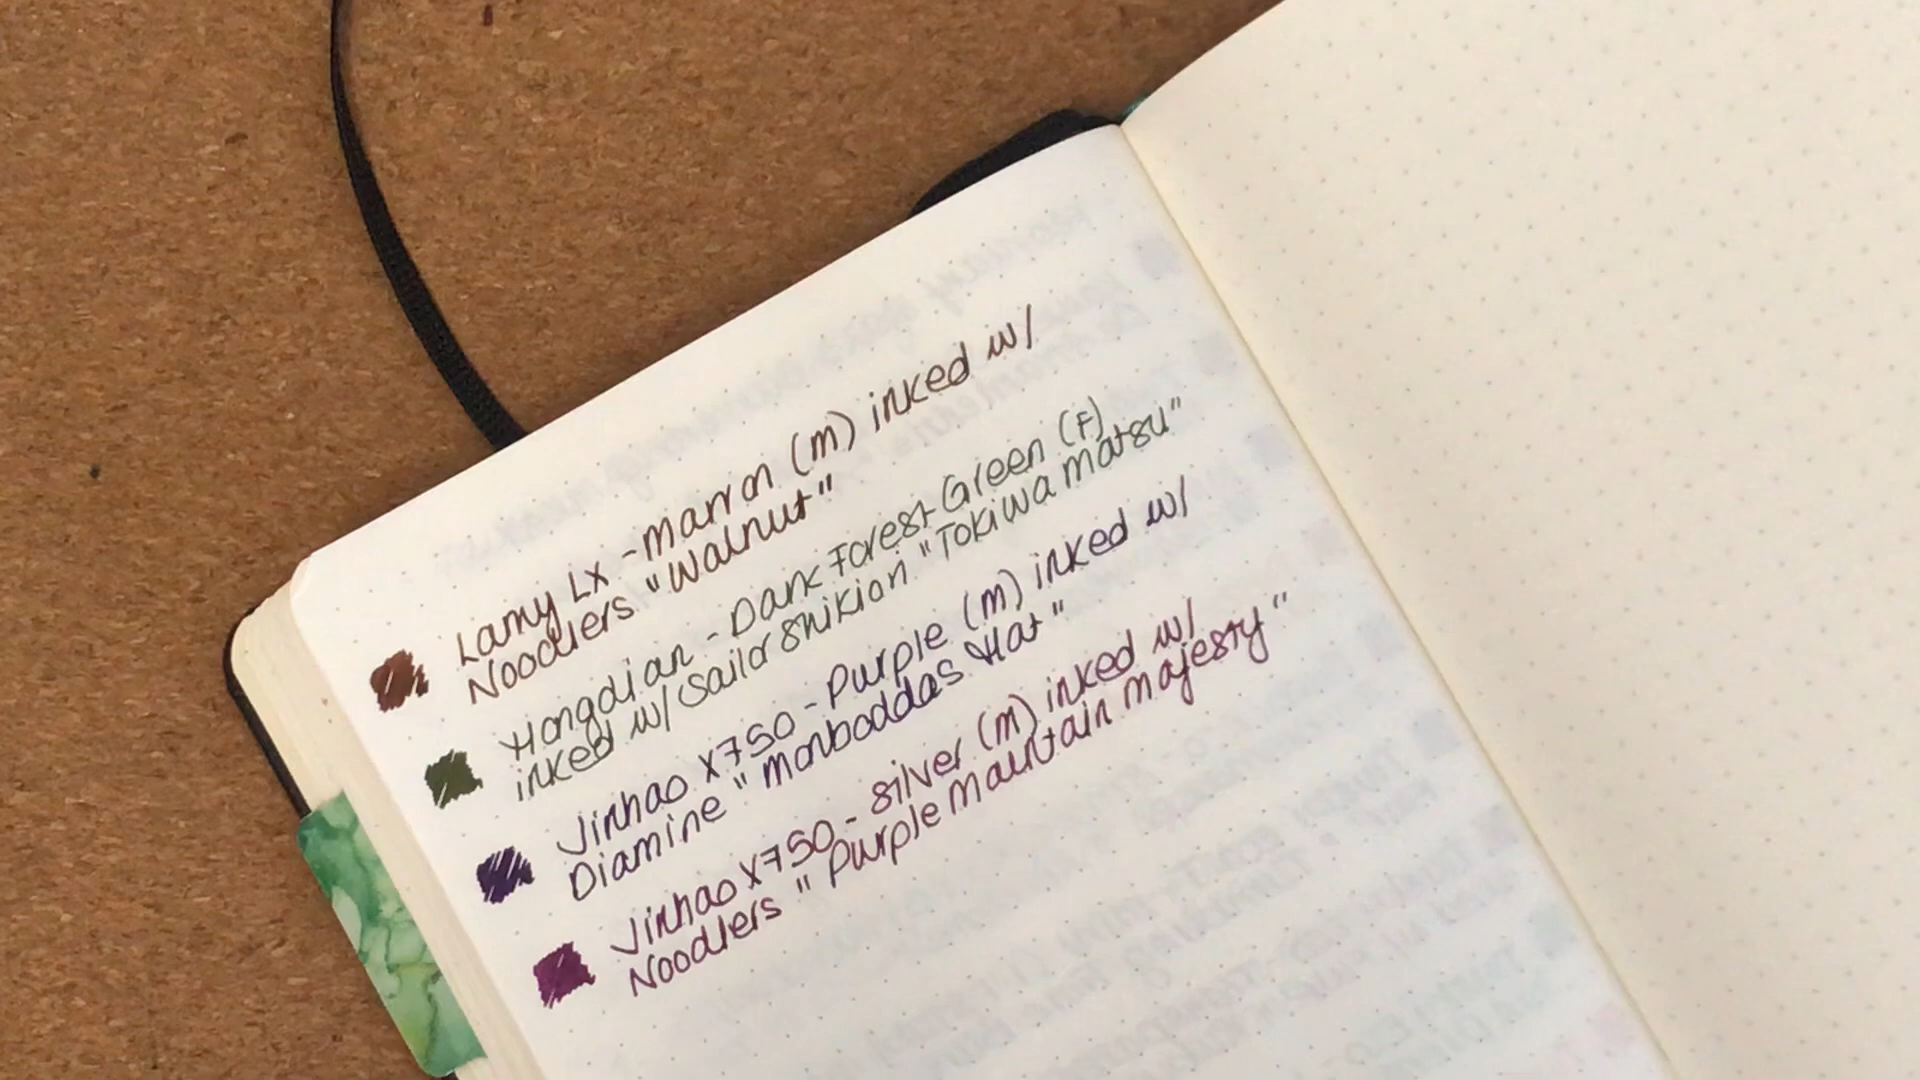 Lamy LX - Marron (M) inked w/
Noodlers "Walnut"
Hongdian - Dark Forest Green (F)
inked w/ Sailor Shikiori "Tokiwa Matsu"
Jinhao X750 - Purple (M) inked w/
Diamine "Monboddas Hat"
Jinhao X750 - Silver (M) inked w/
Noodlers "Purple Mountain Majesty"